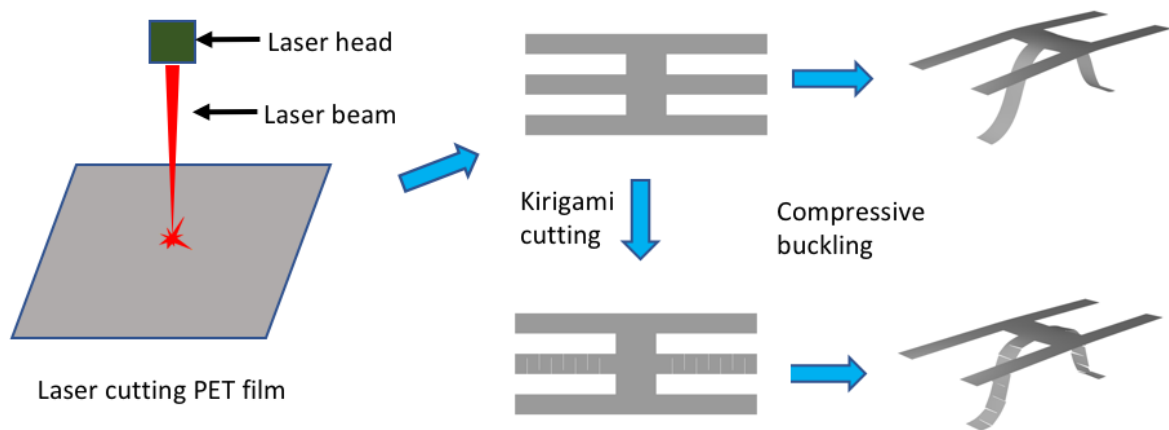 Laser head
Laser beam
Kirigami
cutting
Compressive
buckling
Laser cutting PET film